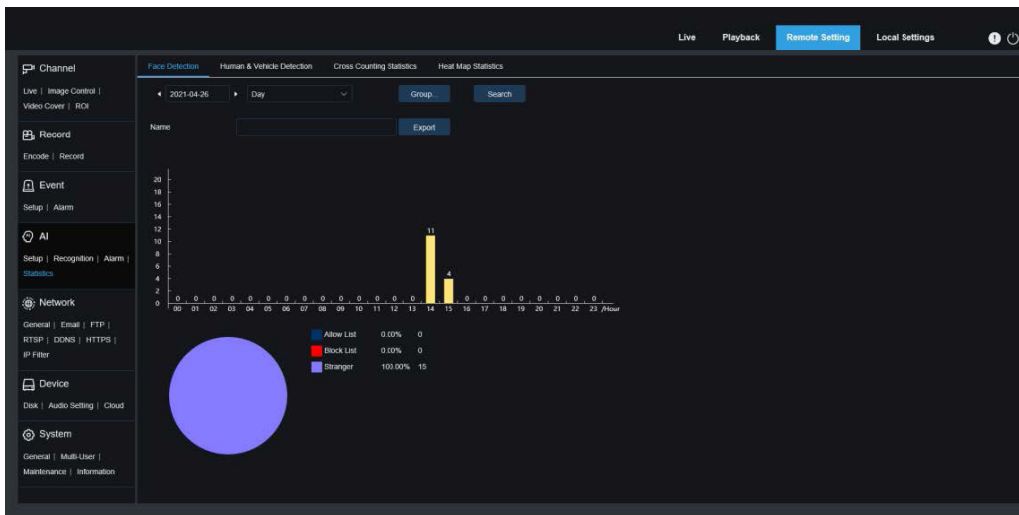 Live Playback Remote Setting Local Settings
Channel
Live | Image Control |
Video Cover | ROI
Record
Encode | Record
Event
Setup | Alarm
AI
Setup | Recognition | Alarm |
Statistics
Network
General | Email | FTP |
RTSP | DDNS | HTTPS |
IP Filter
Device
Disk | Audio Setting | Cloud
System
General | Multi-User |
Maintenance | Information
Face Detection Human & Vehicle Detection Cross Counting Statistics Heat Map Statistics
2021-04-26 Day Group... Search
Name Export
20
18
16
14
12
10
8
6
4
2
0
0 0 0 0 0 0 0 0 0 0 0 0 0 0 11 4 0 0 0 0 0 0 0 0
00 01 02 03 04 05 06 07 08 09 10 11 12 13 14 15 16 17 18 19 20 21 22 23 /Hour
Allow List 0.00% 0
Block List 0.00% 0
Stranger 100.00% 15